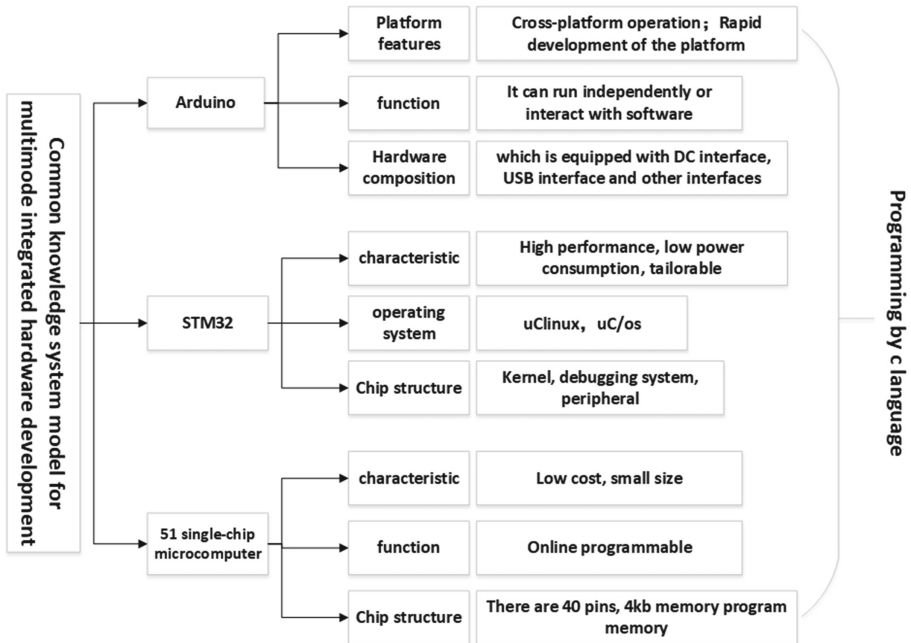 Common knowledge system model for
multimode integrated hardware development
Arduino
Platform
features
Cross-platform operation；Rapid
development of the platform
function
It can run independently or
interact with software
Hardware
composition
which is equipped with DC interface,
USB interface and other interfaces
STM32
characteristic
High performance, low power
consumption, tailorable
operating
system
uClinux，uC/os
Chip structure
Kernel, debugging system,
peripheral
51 single-chip
microcomputer
characteristic
Low cost, small size
function
Online programmable
Chip structure
There are 40 pins, 4kb memory program
memory
Programming by c language